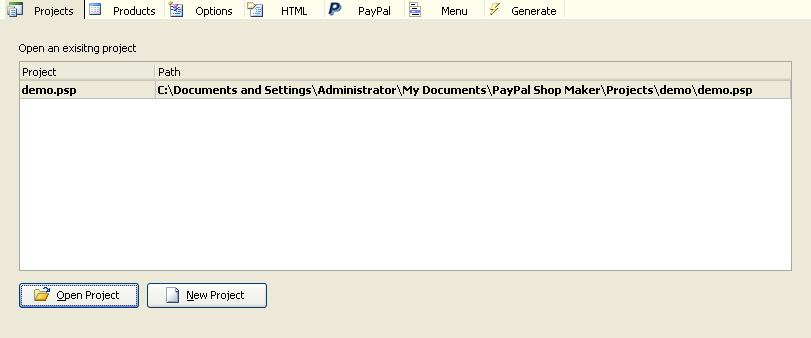 Projects Products Options HTML PayPal Menu Generate
Open an exisitng project
Project Path
demo.psp C:\Documents and Settings\Administrator\My Documents\PayPal Shop Maker\Projects\demo\demo.psp
Open Project New Project